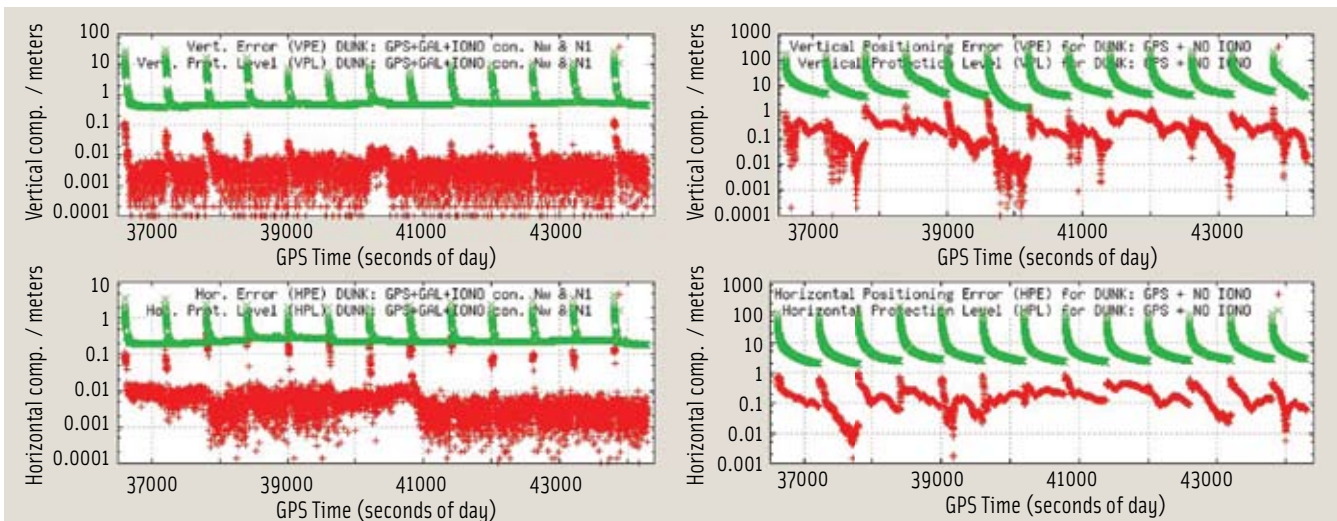 Vertical comp. / meters
100
10
1
0.1
0.01
0.001
0.0001
Vert. Error (VPE) DUNK: GPS+GAL+IONO con. Nw & N1
Vert. Prot. Level (VPL) DUNK: GPS+GAL+IONO con. Nw & N1
37000 39000 41000 43000
GPS Time (seconds of day)
Vertical comp. / meters
1000
100
10
1
0.1
0.01
0.001
0.0001
Vertical Positioning Error (VPE) for DUNK: GPS + NO IONO
Vertical Protection Level (VPL) for DUNK: GPS + NO IONO
37000 39000 41000 43000
GPS Time (seconds of day)
Horizontal comp. / meters
10
1
0.1
0.01
0.001
0.0001
Hor. Error (HPE) DUNK: GPS+GAL+IONO con. Nw & N1
Hor. Prot. Level (HPL) DUNK: GPS+GAL+IONO con. Nw & N1
37000 39000 41000 43000
GPS Time (seconds of day)
Horizontal comp. / meters
1000
100
10
1
0.1
0.01
0.001
Horizontal Positioning Error (HPE) for DUNK: GPS + NO IONO
Horizontal Protection Level (HPL) for DUNK: GPS + NO IONO
37000 39000 41000 43000
GPS Time (seconds of day)